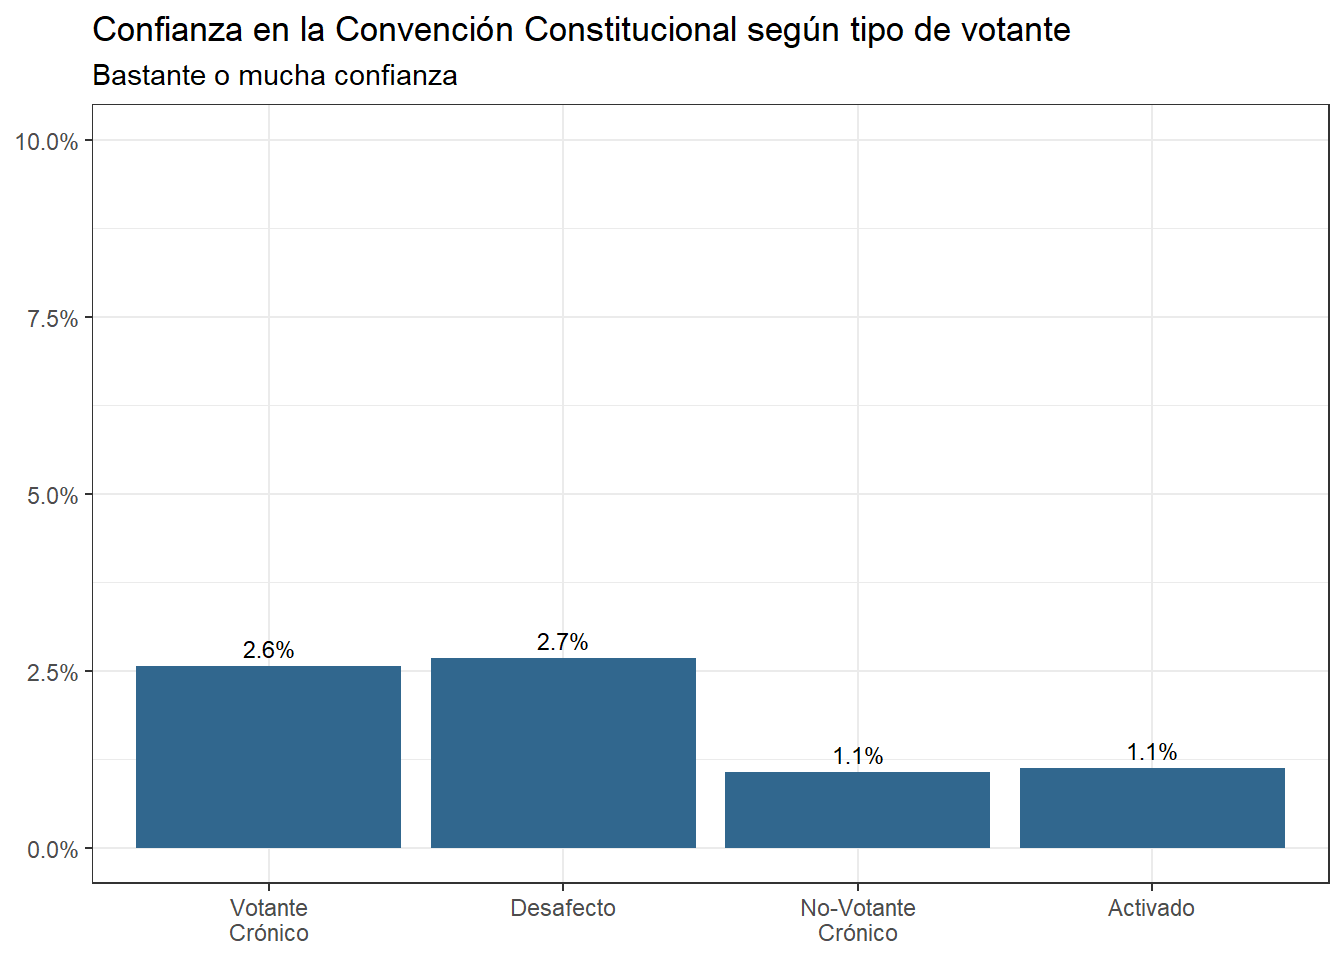 Confianza en la Convención Constitucional según tipo de votante
Bastante o mucha confianza
10.0%
7.5%
5.0%
2.5%
0.0%
2.6%
2.7%
1.1%
1.1%
Votante
Crónico
Desafecto
No-Votante
Crónico
Activado